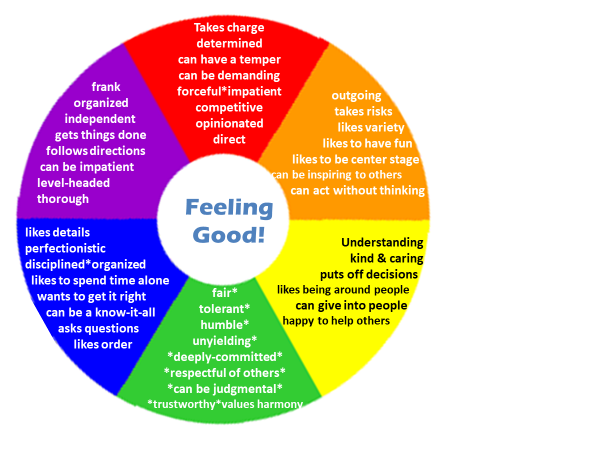 Takes charge
determined
can have a temper
can be demanding
forceful*impatient
competitive
opinionated
direct
outgoing
takes risks
likes variety
likes to have fun
likes to be center stage
can be inspiring to others
can act without thinking
Understanding
kind & caring
puts off decisions
likes being around people
can give into people
happy to help others
fair*
tolerant*
humble*
unyielding*
*deeply-committed*
*respectful of others*
*can be judgmental*
*trustworthy*values harmony
likes details
perfectionistic
disciplined*organized
likes to spend time alone
wants to get it right
can be a know-it-all
asks questions
likes order
frank
organized
independent
gets things done
follows directions
can be impatient
level-headed
thorough
Feeling
Good!